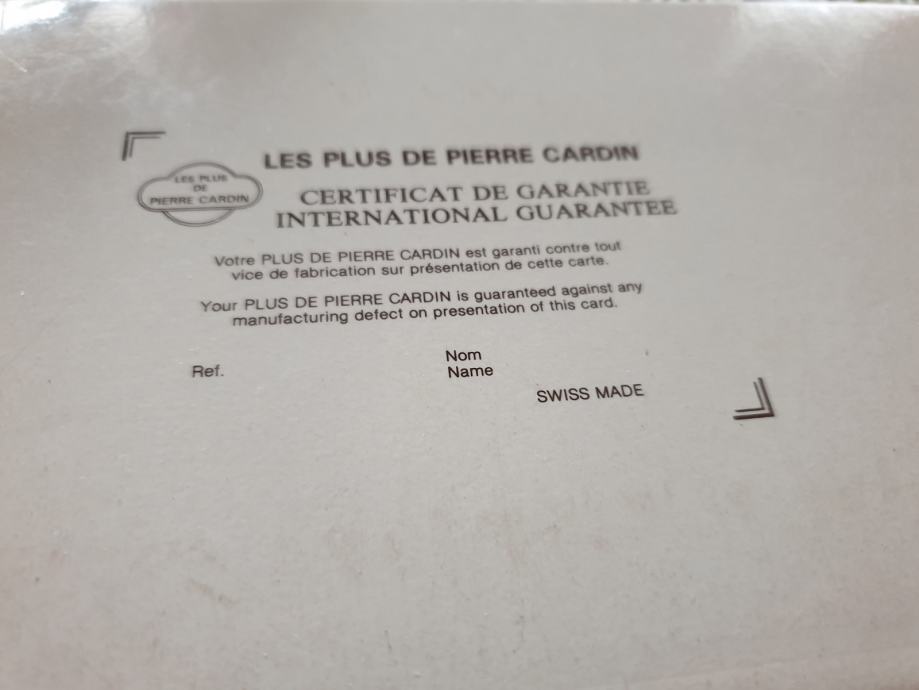 LES PLUS DE PIERRE CARDIN
LES PLUS
DE
PIERRE CARDIN
CERTIFICAT DE GARANTIE
INTERNATIONAL GUARANTEE
Votre PLUS DE PIERRE CARDIN est garanti contre tout
vice de fabrication sur présentation de cette carte.
Your PLUS DE PIERRE CARDIN is guaranteed against any
manufacturing defect on presentation of this card.
Ref.
Nom
Name
SWISS MADE